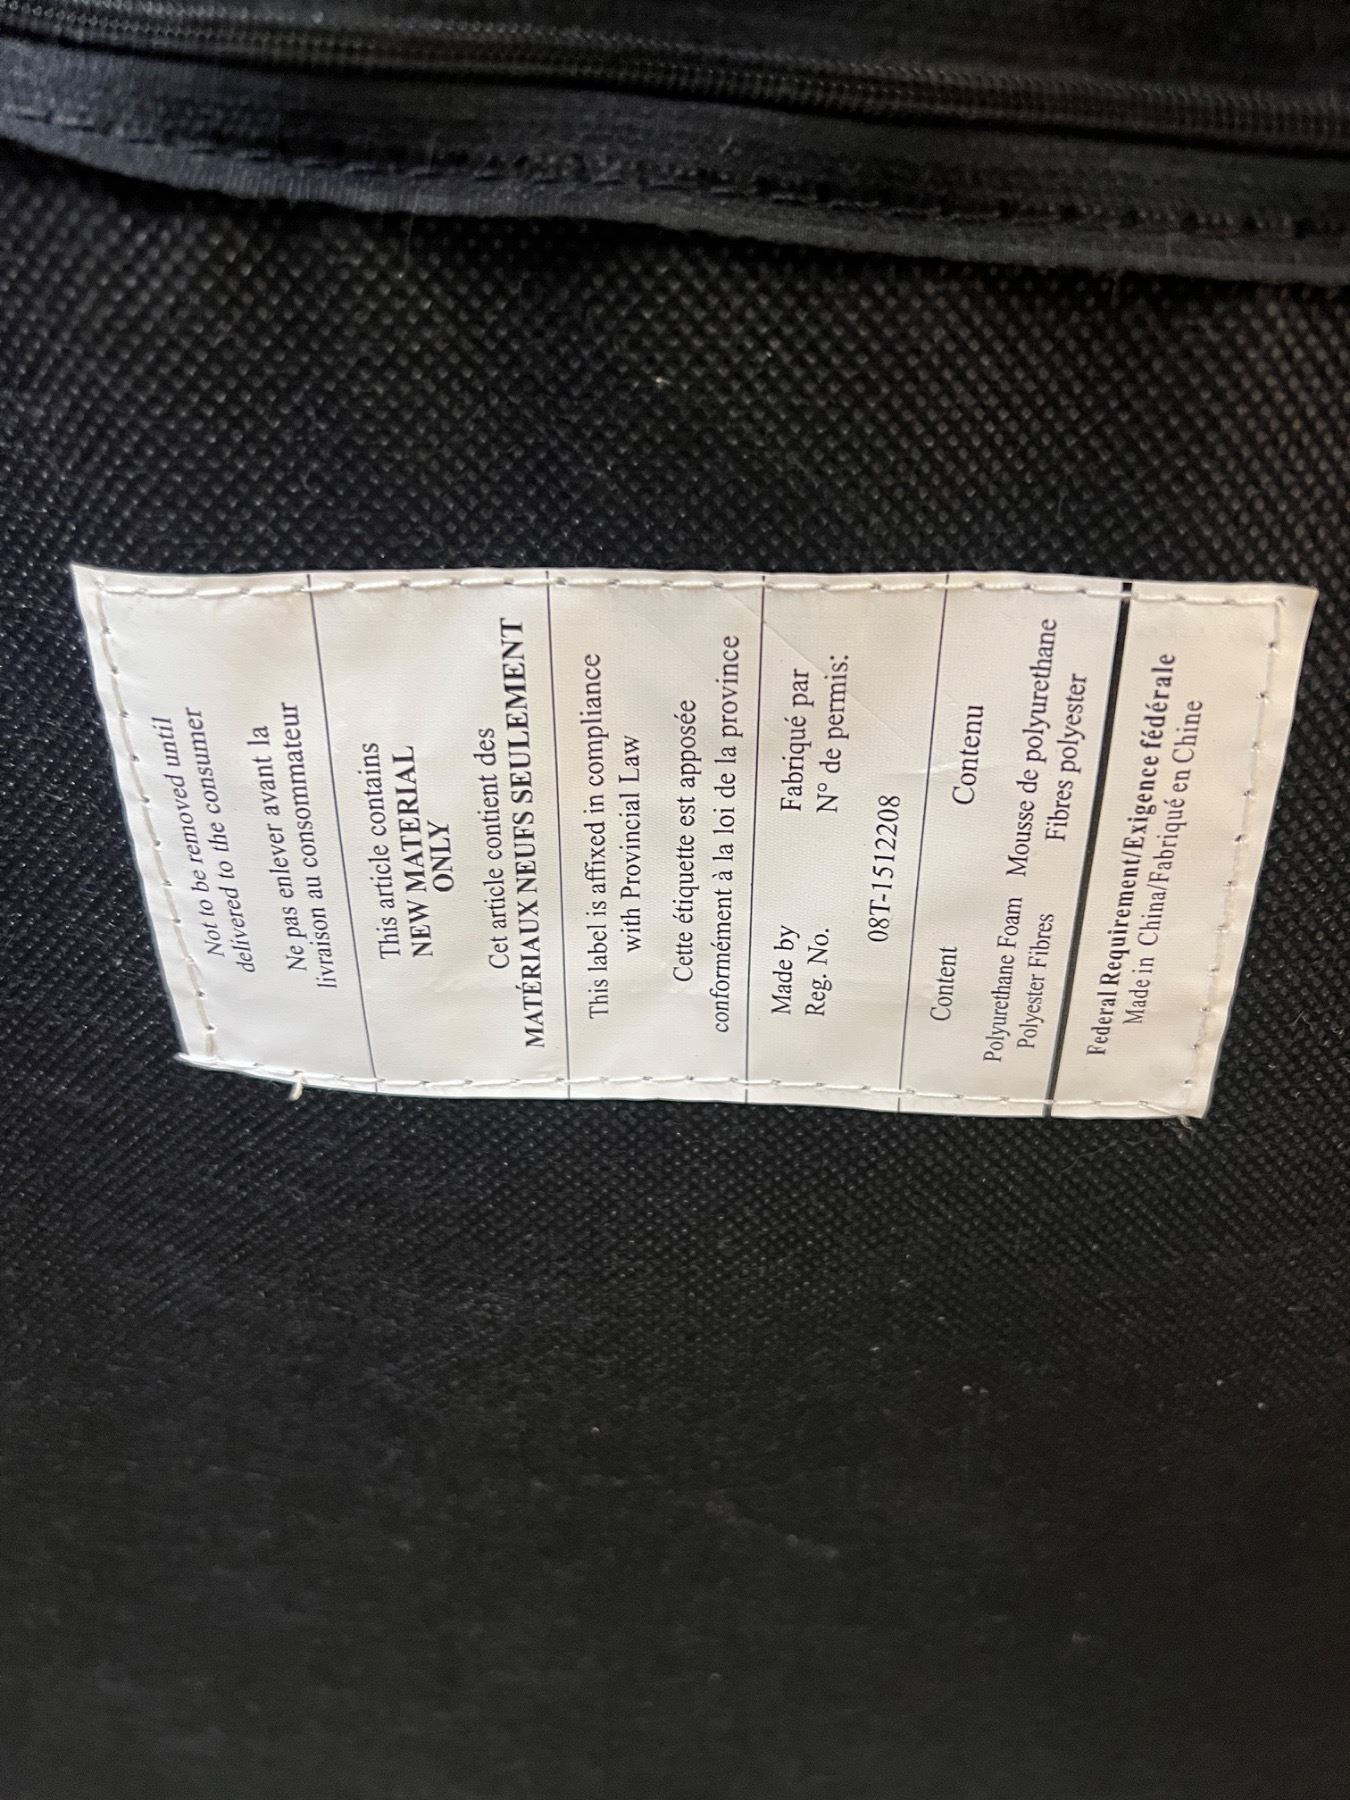 Not to be removed until
delivered to the consumer
Ne pas enlever avant la
livraison au consommateur
This article contains
NEW MATERIAL
ONLY
Cet article contient des
MATÉRIAUX NEUFS SEULEMENT
This label is affixed in compliance
with Provincial Law
Cette étiquette est apposée
conformément à la loi de la province
Made by Fabriqué par
Reg. No. N° de permis:
08T-1512208
Content Contenu
Polyurethane Foam Mousse de polyurethane
Polyester Fibres Fibres polyester
Federal Requirement/Exigence fédérale
Made in China/Fabriqué en Chine